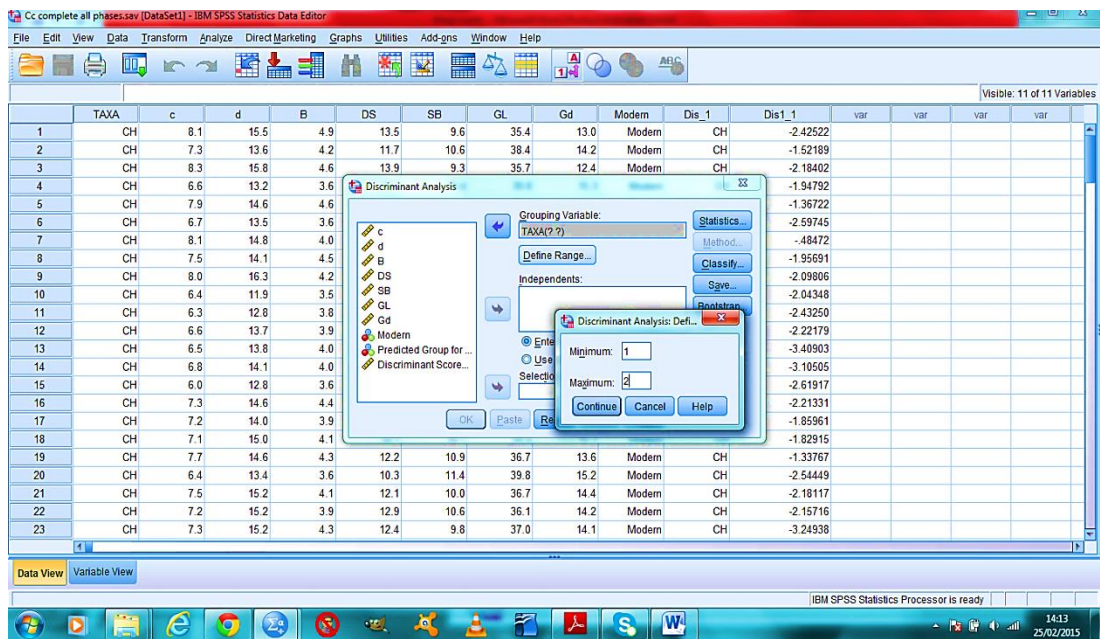 Cc complete all phases.sav [DataSet1] - IBM SPSS Statistics Data Editor
File Edit View Data Transform Analyze Direct Marketing Graphs Utilities Add-ons Window Help
Visible: 11 of 11 Variables
TAXA c d B DS SB GL Gd Modern Dis_1 Dis1_1 var var var var
1 CH 8.1 15.5 4.9 13.5 9.6 35.4 13.0 Modern CH -2.42522
2 CH 7.3 13.6 4.2 11.7 10.6 38.4 14.2 Modern CH -1.52189
3 CH 8.3 15.8 4.6 13.9 9.3 35.7 12.4 Modern CH -2.18402
4 CH 6.6 13.2 3.6 -1.94792
5 CH 7.9 14.6 4.6 -1.36722
6 CH 6.7 13.5 3.6 -2.59745
7 CH 8.1 14.8 4.0 -.48472
8 CH 7.5 14.1 4.5 -1.95691
9 CH 8.0 16.3 4.2 -2.09806
10 CH 6.4 11.9 3.5 -2.04348
11 CH 6.3 12.8 3.8 -2.43250
12 CH 6.6 13.7 3.9 -2.22179
13 CH 6.5 13.8 4.0 -3.40903
14 CH 6.8 14.1 4.0 -3.10505
15 CH 6.0 12.8 3.6 -2.61917
16 CH 7.3 14.6 4.4 -2.21331
17 CH 7.2 14.0 3.9 -1.85961
18 CH 7.1 15.0 4.1 -1.82915
19 CH 7.7 14.6 4.3 12.2 10.9 36.7 13.6 Modern CH -1.33767
20 CH 6.4 13.4 3.6 10.3 11.4 39.8 15.2 Modern CH -2.54449
21 CH 7.5 15.2 4.1 12.1 10.0 36.7 14.4 Modern CH -2.18117
22 CH 7.2 15.2 3.9 12.9 10.6 36.1 14.2 Modern CH -2.15716
23 CH 7.3 15.2 4.3 12.4 9.8 37.0 14.1 Modern CH -3.24938
Discriminant Analysis
c
d
B
DS
SB
GL
Gd
Modern
Predicted Group for ...
Discriminant Score...
Grouping Variable:
TAXA(? ?)
Define Range...
Independents:
Statistics...
Method...
Classify...
Save...
Bootstrap
Ente
Use
Selectio
OK Paste Re
Discriminant Analysis: Defi...
Minimum: 1
Maximum: 2
Continue Cancel Help
Data View Variable View
IBM SPSS Statistics Processor is ready
14:13
25/02/2015